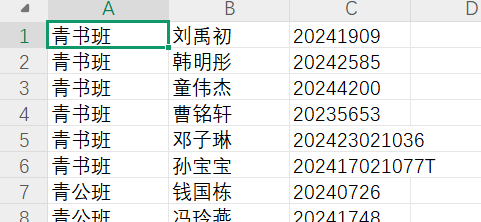 A B C D
1 青书班 刘禹初 20241909
2 青书班 韩明彤 20242585
3 青书班 童伟杰 20244200
4 青书班 曹铭轩 20235653
5 青书班 邓子琳 202423021036
6 青书班 孙宝宝 202417021077T
7 青公班 钱国栋 20240726
8 青公班 冯玲燕 20241748